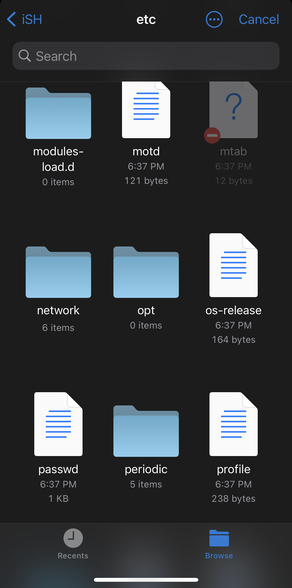 iSH
etc
Cancel
Search
modules-
load.d
0 items
motd
6:37 PM
121 bytes
mtab
6:37 PM
12 bytes
network
6 items
opt
0 items
os-release
6:37 PM
164 bytes
passwd
6:37 PM
1 KB
periodic
5 items
profile
6:37 PM
238 bytes
Recents
Browse